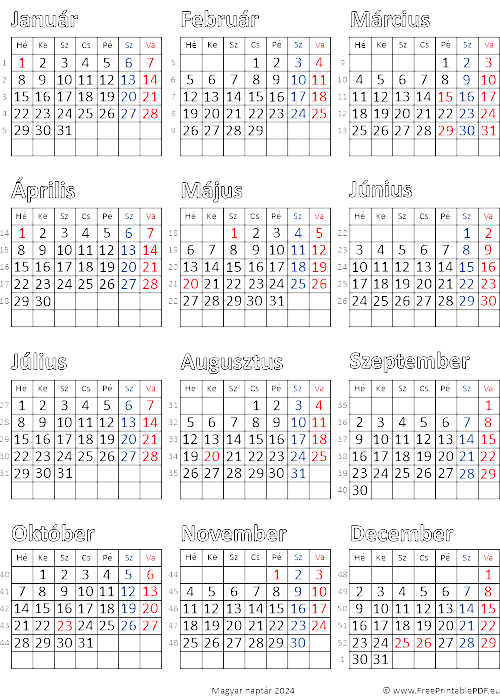 Január
Hé Ke Sz Cs Pé Sz Va
1 1 2 3 4 5 6 7
2 8 9 10 11 12 13 14
3 15 16 17 18 19 20 21
4 22 23 24 25 26 27 28
5 29 30 31
Február
Hé Ke Sz Cs Pé Sz Va
5 1 2 3 4
6 5 6 7 8 9 10 11
7 12 13 14 15 16 17 18
8 19 20 21 22 23 24 25
9 26 27 28 29
Március
Hé Ke Sz Cs Pé Sz Va
9 1 2 3
10 4 5 6 7 8 9 10
11 11 12 13 14 15 16 17
12 18 19 20 21 22 23 24
13 25 26 27 28 29 30 31
Április
Hé Ke Sz Cs Pé Sz Va
14 1 2 3 4 5 6 7
15 8 9 10 11 12 13 14
16 15 16 17 18 19 20 21
17 22 23 24 25 26 27 28
18 29 30
Május
Hé Ke Sz Cs Pé Sz Va
18 1 2 3 4 5
19 6 7 8 9 10 11 12
20 13 14 15 16 17 18 19
21 20 21 22 23 24 25 26
22 27 28 29 30 31
Június
Hé Ke Sz Cs Pé Sz Va
22 1 2
23 3 4 5 6 7 8 9
24 10 11 12 13 14 15 16
25 17 18 19 20 21 22 23
26 24 25 26 27 28 29 30
Július
Hé Ke Sz Cs Pé Sz Va
27 1 2 3 4 5 6 7
28 8 9 10 11 12 13 14
29 15 16 17 18 19 20 21
30 22 23 24 25 26 27 28
31 29 30 31
Augusztus
Hé Ke Sz Cs Pé Sz Va
31 1 2 3 4
32 5 6 7 8 9 10 11
33 12 13 14 15 16 17 18
34 19 20 21 22 23 24 25
35 26 27 28 29 30 31
Szeptember
Hé Ke Sz Cs Pé Sz Va
35 1
36 2 3 4 5 6 7 8
37 9 10 11 12 13 14 15
38 16 17 18 19 20 21 22
39 23 24 25 26 27 28 29
40 30
Október
Hé Ke Sz Cs Pé Sz Va
40 1 2 3 4 5 6
41 7 8 9 10 11 12 13
42 14 15 16 17 18 19 20
43 21 22 23 24 25 26 27
44 28 29 30 31
November
Hé Ke Sz Cs Pé Sz Va
44 1 2 3
45 4 5 6 7 8 9 10
46 11 12 13 14 15 16 17
47 18 19 20 21 22 23 24
48 25 26 27 28 29 30
December
Hé Ke Sz Cs Pé Sz Va
48 1
49 2 3 4 5 6 7 8
50 9 10 11 12 13 14 15
51 16 17 18 19 20 21 22
52 23 24 25 26 27 28 29
1 30 31
Magyar naptár 2024
© www.FreePrintablePDF.eu